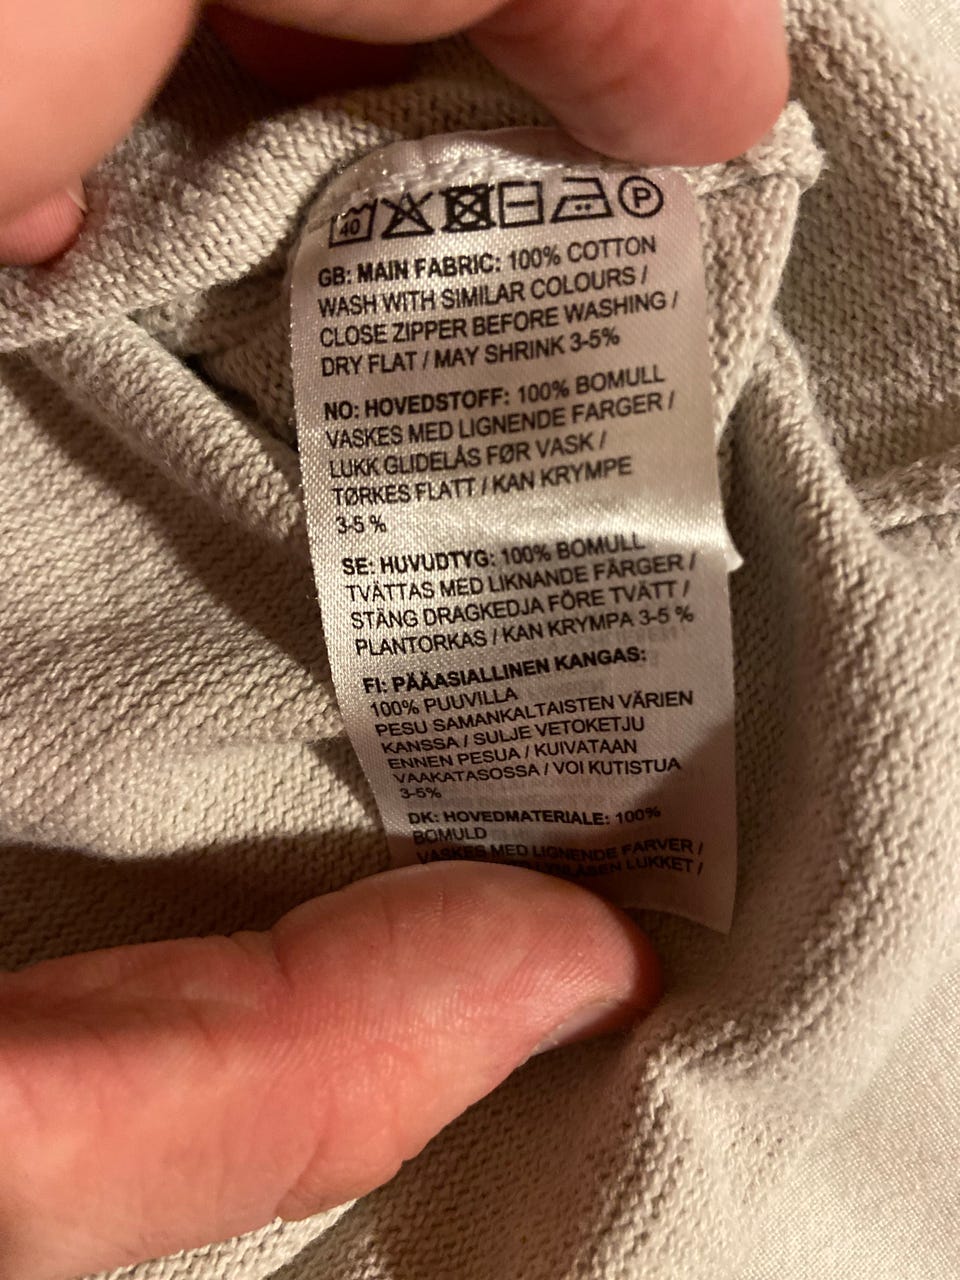 40 P
GB: MAIN FABRIC: 100% COTTON
WASH WITH SIMILAR COLOURS /
CLOSE ZIPPER BEFORE WASHING /
DRY FLAT / MAY SHRINK 3-5%
NO: HOVEDSTOFF: 100% BOMULL
VASKES MED LIGNENDE FARGER /
LUKK GLIDELÅS FØR VASK /
TØRKES FLATT / KAN KRYMPE
3-5 %
SE: HUVUDTYG: 100% BOMULL
TVÄTTAS MED LIKNANDE FÄRGER /
STÄNG DRAGKEDJA FÖRE TVÄTT /
PLANTORKAS / KAN KRYMPA 3-5 %
FI: PÄÄASIALLINEN KANGAS:
100% PUUVILLA
PESU SAMANKALTAISTEN VÄRIEN
KANSSA / SULJE VETOKETJU
ENNEN PESUA / KUIVATAAN
VAAKATASOSSA / VOI KUTISTUA
3-5%
DK: HOVEDMATERIALE: 100%
BOMULD
VASKES MED LIGNENDE FARVER /
LYNLÅSEN LUKKET /